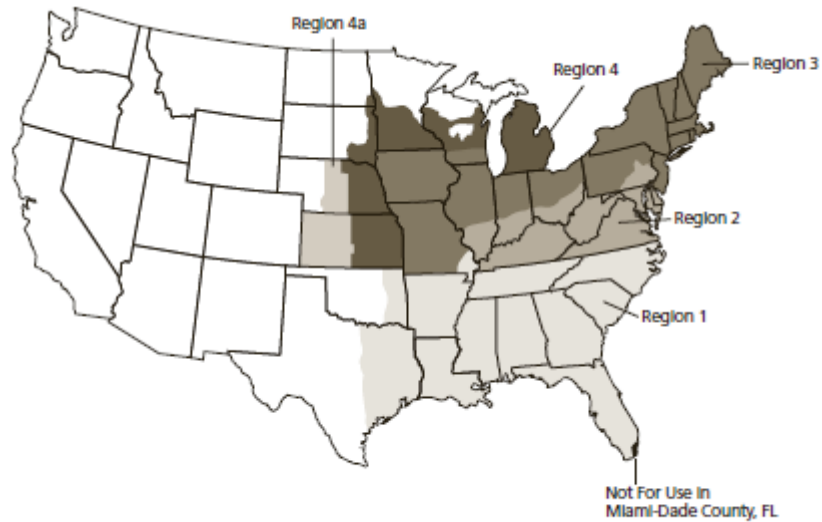 Region 4a
Region 4
Region 3
Region 2
Region 1
Not For Use In
Miami-Dade County, FL